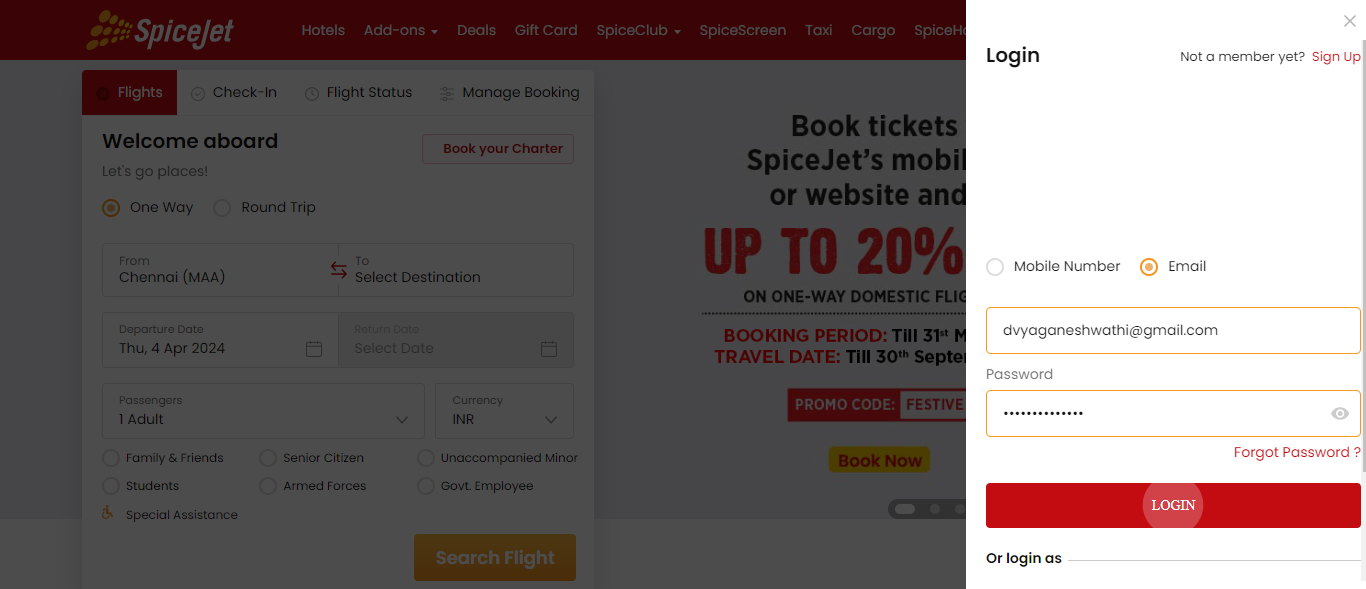 SpiceJet
Hotels Add-ons Deals Gift Card SpiceClub SpiceScreen Taxi Cargo
Flights Check-In Flight Status Manage Booking
Welcome aboard
Book your Charter
Let's go places!
One Way Round Trip
From
Chennai (MAA)
To
Select Destination
Departure Date
Thu, 4 Apr 2024
Return Date
Select Date
Passengers
1 Adult
Currency
INR
Family & Friends Senior Citizen Unaccompanied Minor
Students Armed Forces Govt. Employee
Special Assistance
Search Flight
Book tickets
SpiceJet's
or website and
UP TO 20%
ON ONE-WAY DOMESTIC
BOOKING PERIOD: Till 31st
TRAVEL DATE: Till 30th
PROMO CODE: FESTIVE
Book Now
Login
Not a member yet? Sign Up
Mobile Number Email
dvyaganeshwathi@gmail.com
Password
••••••••••••••
Forgot Password ?
LOGIN
Or login as